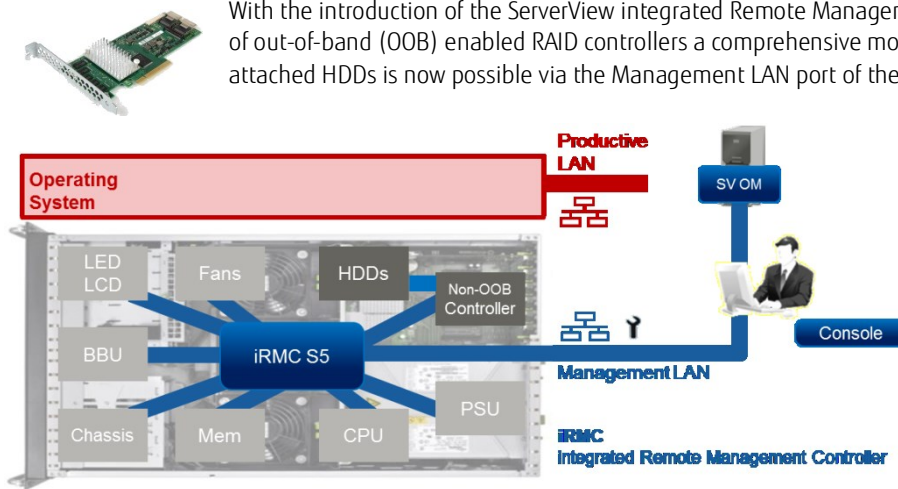 With the introduction of the ServerView integrated Remote Manager
of out-of-band (OOB) enabled RAID controllers a comprehensive mo
attached HDDs is now possible via the Management LAN port of the
Productive
LAN
Operating
System
SV OM
LED
LCD
Fans
HDDs
Non-OOB
Controller
BBU
iRMC S5
Console
Management LAN
PSU
Chassis
Mem
CPU
iRMC
integrated Remote Management Controller